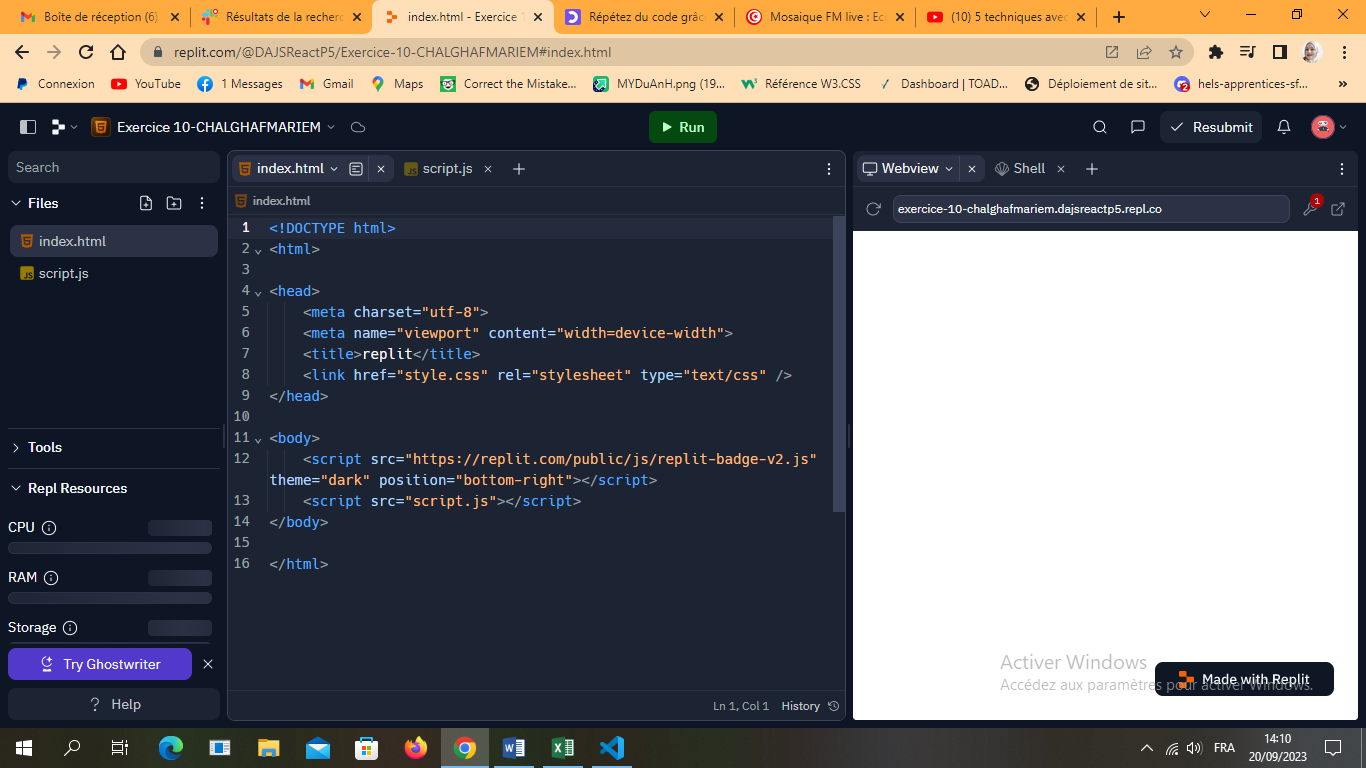 Boîte de réception (6)
Résultats de la recher
index.html - Exercice 1
Répétez du code grâc
Mosaique FM live : Ec
(10) 5 techniques avec
replit.com/@DAJSReactP5/Exercice-10-CHALGHAFMARIEM#index.html
Connexion
YouTube
1 Messages
Gmail
Maps
Correct the Mistake...
MYDuAnH.png (19...
Référence W3.CSS
Dashboard | TOAD...
Déploiement de sit...
hels-apprentices-sf...
»
Exercice 10-CHALGHAFMARIEM
Run
Resubmit
Search
Files
index.html
script.js
Tools
Repl Resources
CPU
RAM
Storage
Try Ghostwriter
? Help
index.html
script.js
index.html
1 <!DOCTYPE html>
2 <html>
3
4 <head>
5 <meta charset="utf-8">
6 <meta name="viewport" content="width=device-width">
7 <title>replit</title>
8 <link href="style.css" rel="stylesheet" type="text/css" />
9 </head>
10
11 <body>
12 <script src="https://replit.com/public/js/replit-badge-v2.js"
theme="dark" position="bottom-right"></script>
13 <script src="script.js"></script>
14 </body>
15
16 </html>
Ln 1, Col 1 History
Webview
Shell
exercice-10-chalghafmariem.dajsreactp5.repl.co
1
Activer Windows
Accédez aux paramètres pour activer Windows.
Made with Replit
FRA
14:10
20/09/2023